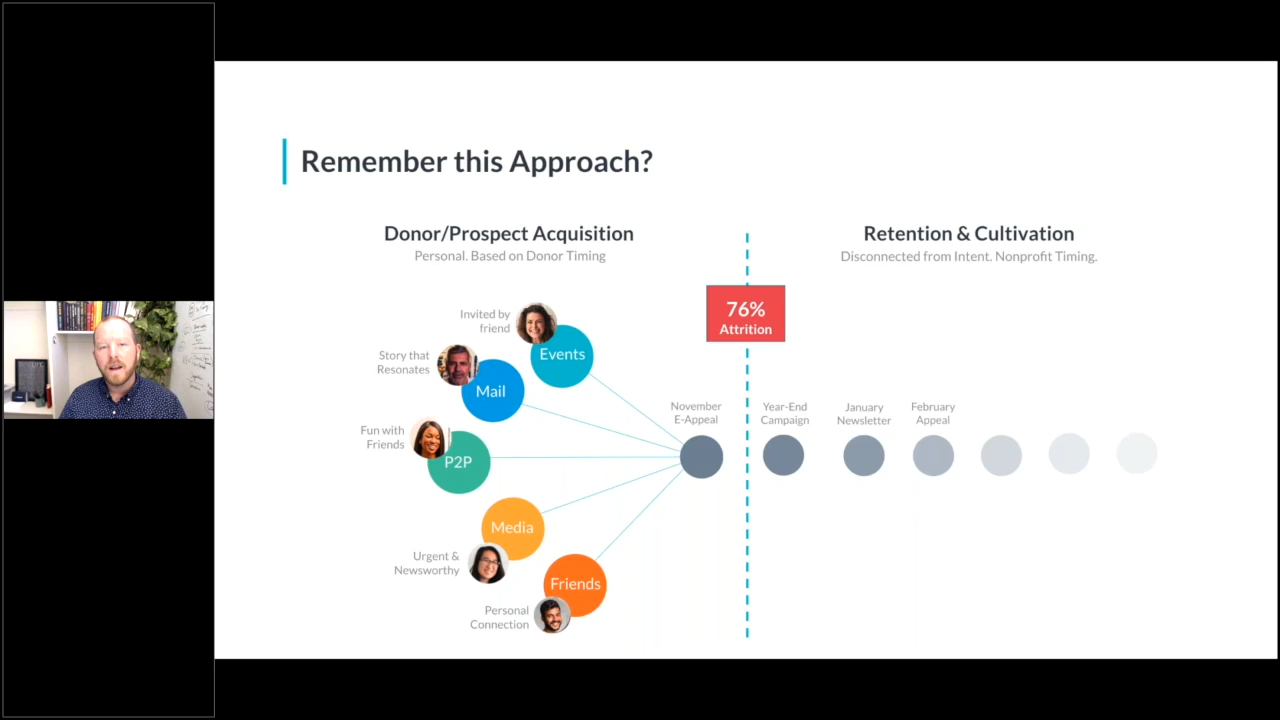 Remember this Approach?
Donor/Prospect Acquisition
Personal. Based on Donor Timing
Retention & Cultivation
Disconnected from Intent. Nonprofit Timing.
76%
Attrition
Invited by
friend
Events
Story that
Resonates
Mail
Fun with
Friends
P2P
Media
Urgent &
Newsworthy
Friends
Personal
Connection
November
E-Appeal
Year-End
Campaign
January
Newsletter
February
Appeal